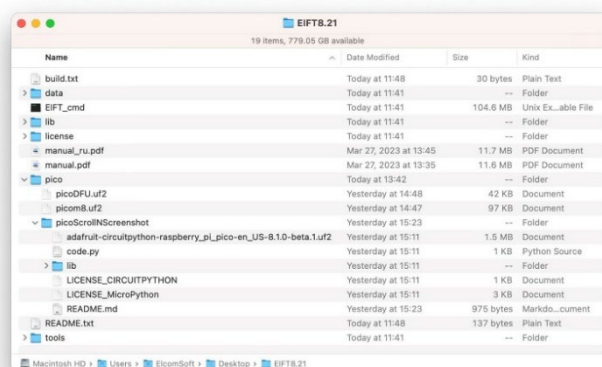 EIFT8.21
19 items, 779.05 GB available
Name Date Modified Size Kind
build.txt Today at 11:48 30 bytes Plain Text
data Today at 11:41 -- Folder
EIFT_cmd Today at 11:41 104.6 MB Unix Ex...able File
lib Today at 11:41 -- Folder
license Today at 11:41 -- Folder
manual_ru.pdf Mar 27, 2023 at 13:45 11.7 MB PDF Document
manual.pdf Mar 27, 2023 at 13:35 11.6 MB PDF Document
pico Today at 13:42 -- Folder
picoDFU.uf2 Yesterday at 14:48 42 KB Document
picom8.uf2 Yesterday at 14:47 97 KB Document
picoScrollNScreenshot Yesterday at 15:23 -- Folder
adafruit-circuitpython-raspberry_pi_pico-en_US-8.1.0-beta.1.uf2 Yesterday at 15:11 1.5 MB Document
code.py Yesterday at 15:11 1 KB Python Source
lib Yesterday at 15:11 -- Folder
LICENSE_CIRCUITPYTHON Yesterday at 15:11 1 KB Document
LICENSE_MicroPython Yesterday at 15:11 3 KB Document
README.md Yesterday at 15:23 975 bytes Markdo...cument
README.txt Today at 11:48 137 bytes Plain Text
tools Today at 11:41 -- Folder
Macintosh HD › Users › ElcomSoft › Desktop › EIFT8.21